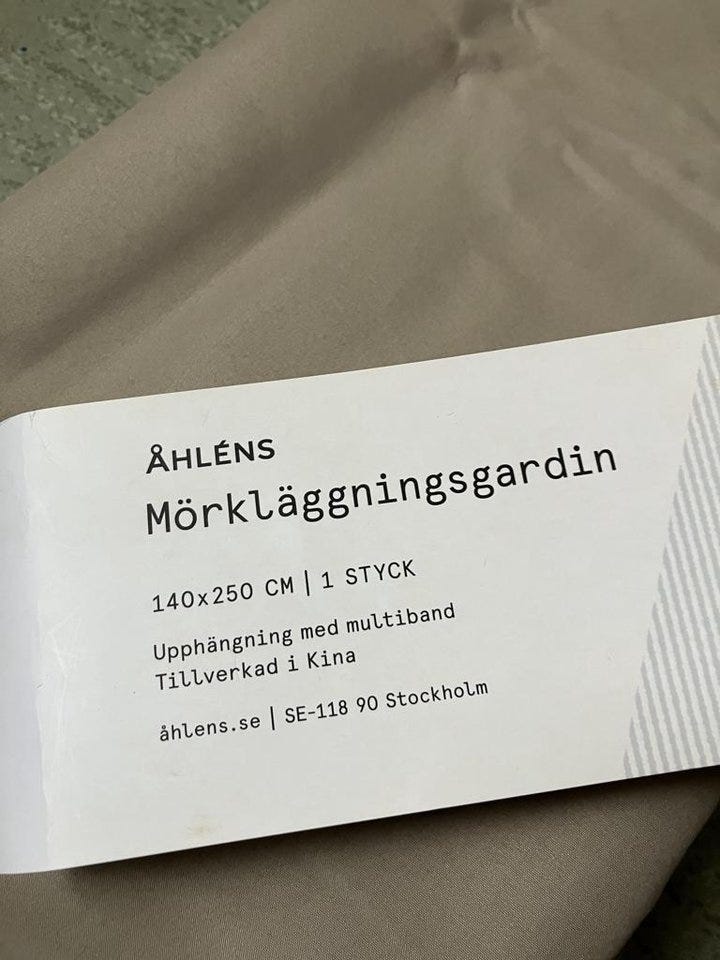 ÅHLÉNS
Mörkläggningsgardin
140x250 CM | 1 STYCK
Upphängning med multiband
Tillverkad i Kina
åhlens.se | SE-118 90 Stockholm